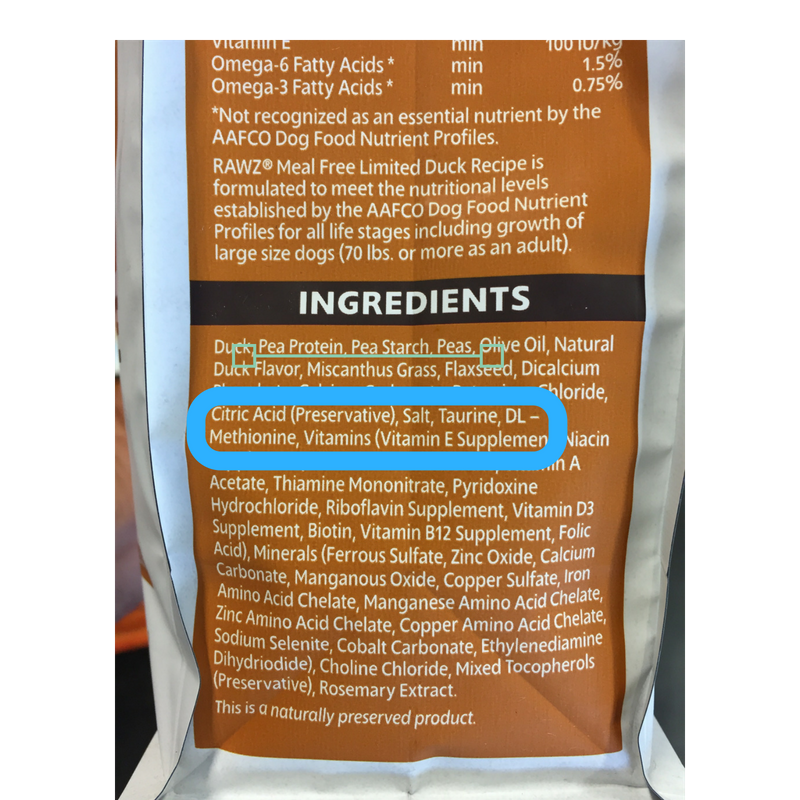 Vitamin E min 100 IU/kg
Omega-6 Fatty Acids * min 1.5%
Omega-3 Fatty Acids * min 0.75%
*Not recognized as an essential nutrient by the
AAFCO Dog Food Nutrient Profiles.
RAWZ® Meal Free Limited Duck Recipe is
formulated to meet the nutritional levels
established by the AAFCO Dog Food Nutrient
Profiles for all life stages including growth of
large size dogs (70 lbs. or more as an adult).
INGREDIENTS
Duck, Pea Protein, Pea Starch, Peas, Olive Oil, Natural
Duck Flavor, Miscanthus Grass, Flaxseed, Dicalcium
Chloride,
Citric Acid (Preservative), Salt, Taurine, DL –
Methionine, Vitamins (Vitamin E Supplement, Niacin
A
Acetate, Thiamine Mononitrate, Pyridoxine
Hydrochloride, Riboflavin Supplement, Vitamin D3
Supplement, Biotin, Vitamin B12 Supplement, Folic
Acid), Minerals (Ferrous Sulfate, Zinc Oxide, Calcium
Carbonate, Manganous Oxide, Copper Sulfate, Iron
Amino Acid Chelate, Manganese Amino Acid Chelate,
Zinc Amino Acid Chelate, Copper Amino Acid Chelate,
Sodium Selenite, Cobalt Carbonate, Ethylenediamine
Dihydriodide), Choline Chloride, Mixed Tocopherols
(Preservative), Rosemary Extract.
This is a naturally preserved product.